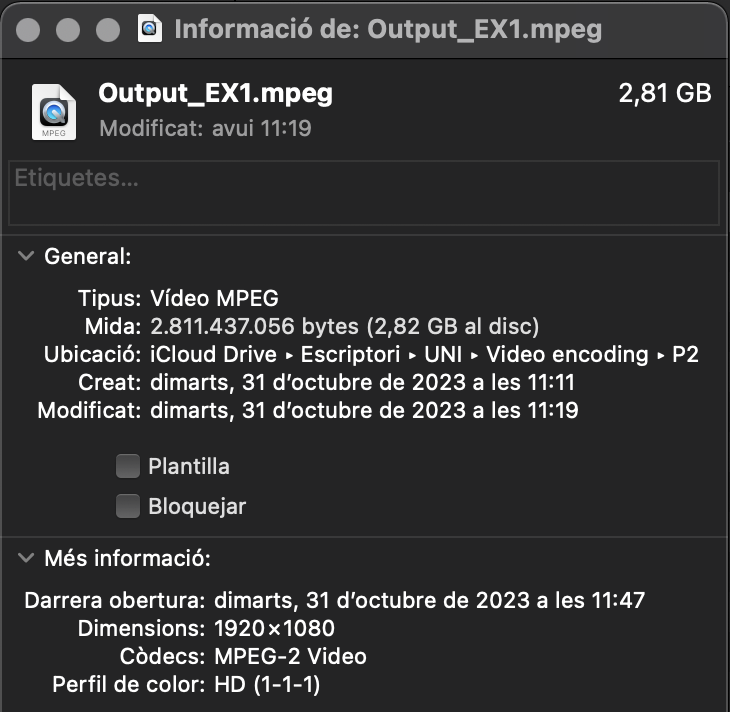 Informació de: Output_EX1.mpeg
Output_EX1.mpeg 2,81 GB
MPEG
Modificat: avui 11:19
Etiquetes...
General:
Tipus: Vídeo MPEG
Mida: 2.811.437.056 bytes (2,82 GB al disc)
Ubicació: iCloud Drive ▸ Escriptori ▸ UNI ▸ Video encoding ▸ P2
Creat: dimarts, 31 d’octubre de 2023 a les 11:11
Modificat: dimarts, 31 d’octubre de 2023 a les 11:19
Plantilla
Bloquejar
Més informació:
Darrera obertura: dimarts, 31 d’octubre de 2023 a les 11:47
Dimensions: 1920×1080
Còdecs: MPEG-2 Video
Perfil de color: HD (1-1-1)